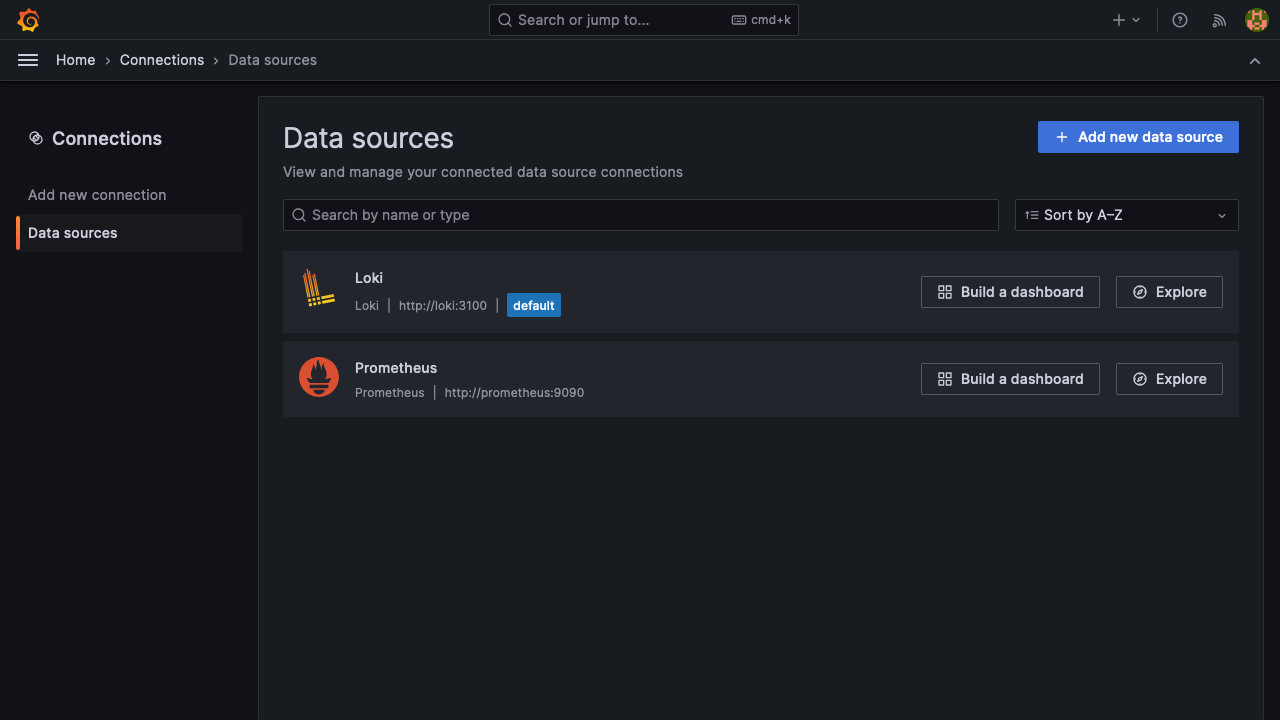 Search or jump to... cmd+k
Home › Connections › Data sources
Connections
Add new connection
Data sources
Data sources
Add new data source
View and manage your connected data source connections
Search by name or type
Sort by A–Z
Loki
Loki | http://loki:3100 | default
Build a dashboard
Explore
Prometheus
Prometheus | http://prometheus:9090
Build a dashboard
Explore